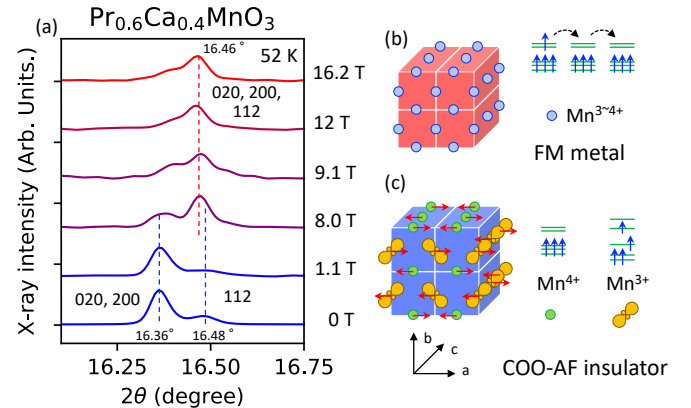 (a)
Pr0.6Ca0.4MnO3
X-ray intensity (Arb. Units.)
16.46°
52 K
16.2 T
020, 200,
112
12 T
9.1 T
8.0 T
1.1 T
020, 200
112
16.36°
16.48°
0 T
16.25
16.50
16.75
2θ (degree)
(b)
Mn3~4+
FM metal
(c)
Mn4+
Mn3+
b
c
a
COO-AF insulator